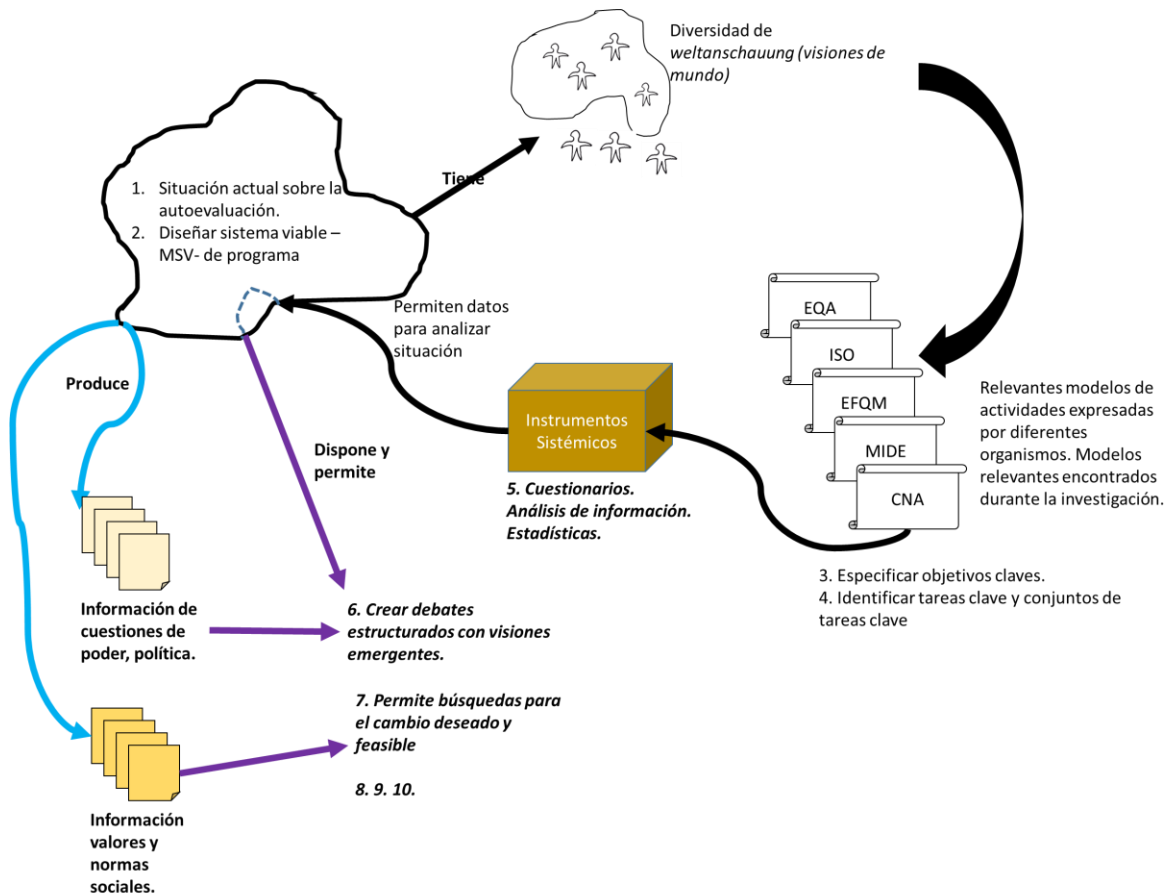 Diversidad de
weltanschauung (visiones de
mundo)
Tiene
1. Situación actual sobre la
autoevaluación.
2. Diseñar sistema viable –
MSV- de programa
Permiten datos
para analizar
situación
EQA
ISO
EFQM
MIDE
CNA
Relevantes modelos de
actividades expresadas
por diferentes
organismos. Modelos
relevantes encontrados
durante la investigación.
Produce
Instrumentos
Sistémicos
Dispone y
permite
5. Cuestionarios.
Análisis de información.
Estadísticas.
3. Especificar objetivos claves.
4. Identificar tareas clave y conjuntos de
tareas clave
Información de
cuestiones de
poder, política.
6. Crear debates
estructurados con visiones
emergentes.
7. Permite búsquedas para
el cambio deseado y
feasible
8. 9. 10.
Información
valores y
normas
sociales.